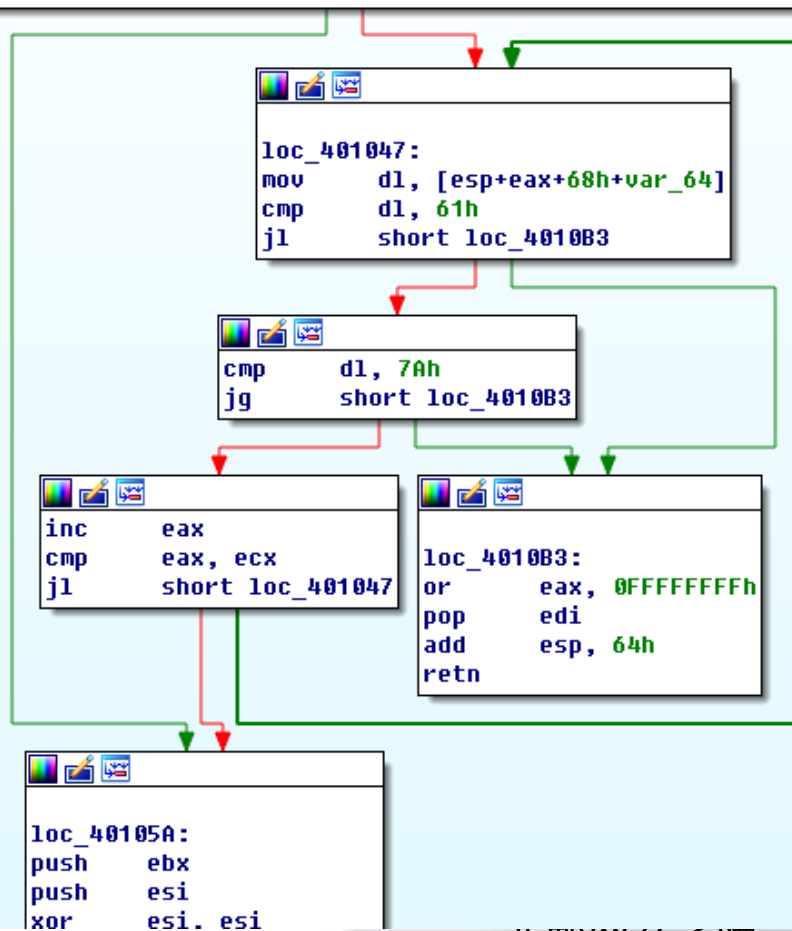 loc_401047:
mov dl, [esp+eax+68h+var_64]
cmp dl, 61h
jl short loc_4010B3
cmp dl, 7Ah
jg short loc_4010B3
inc eax
cmp eax, ecx
jl short loc_401047
loc_4010B3:
or eax, 0FFFFFFFFh
pop edi
add esp, 64h
retn
loc_40105A:
push ebx
push esi
xor esi, esi